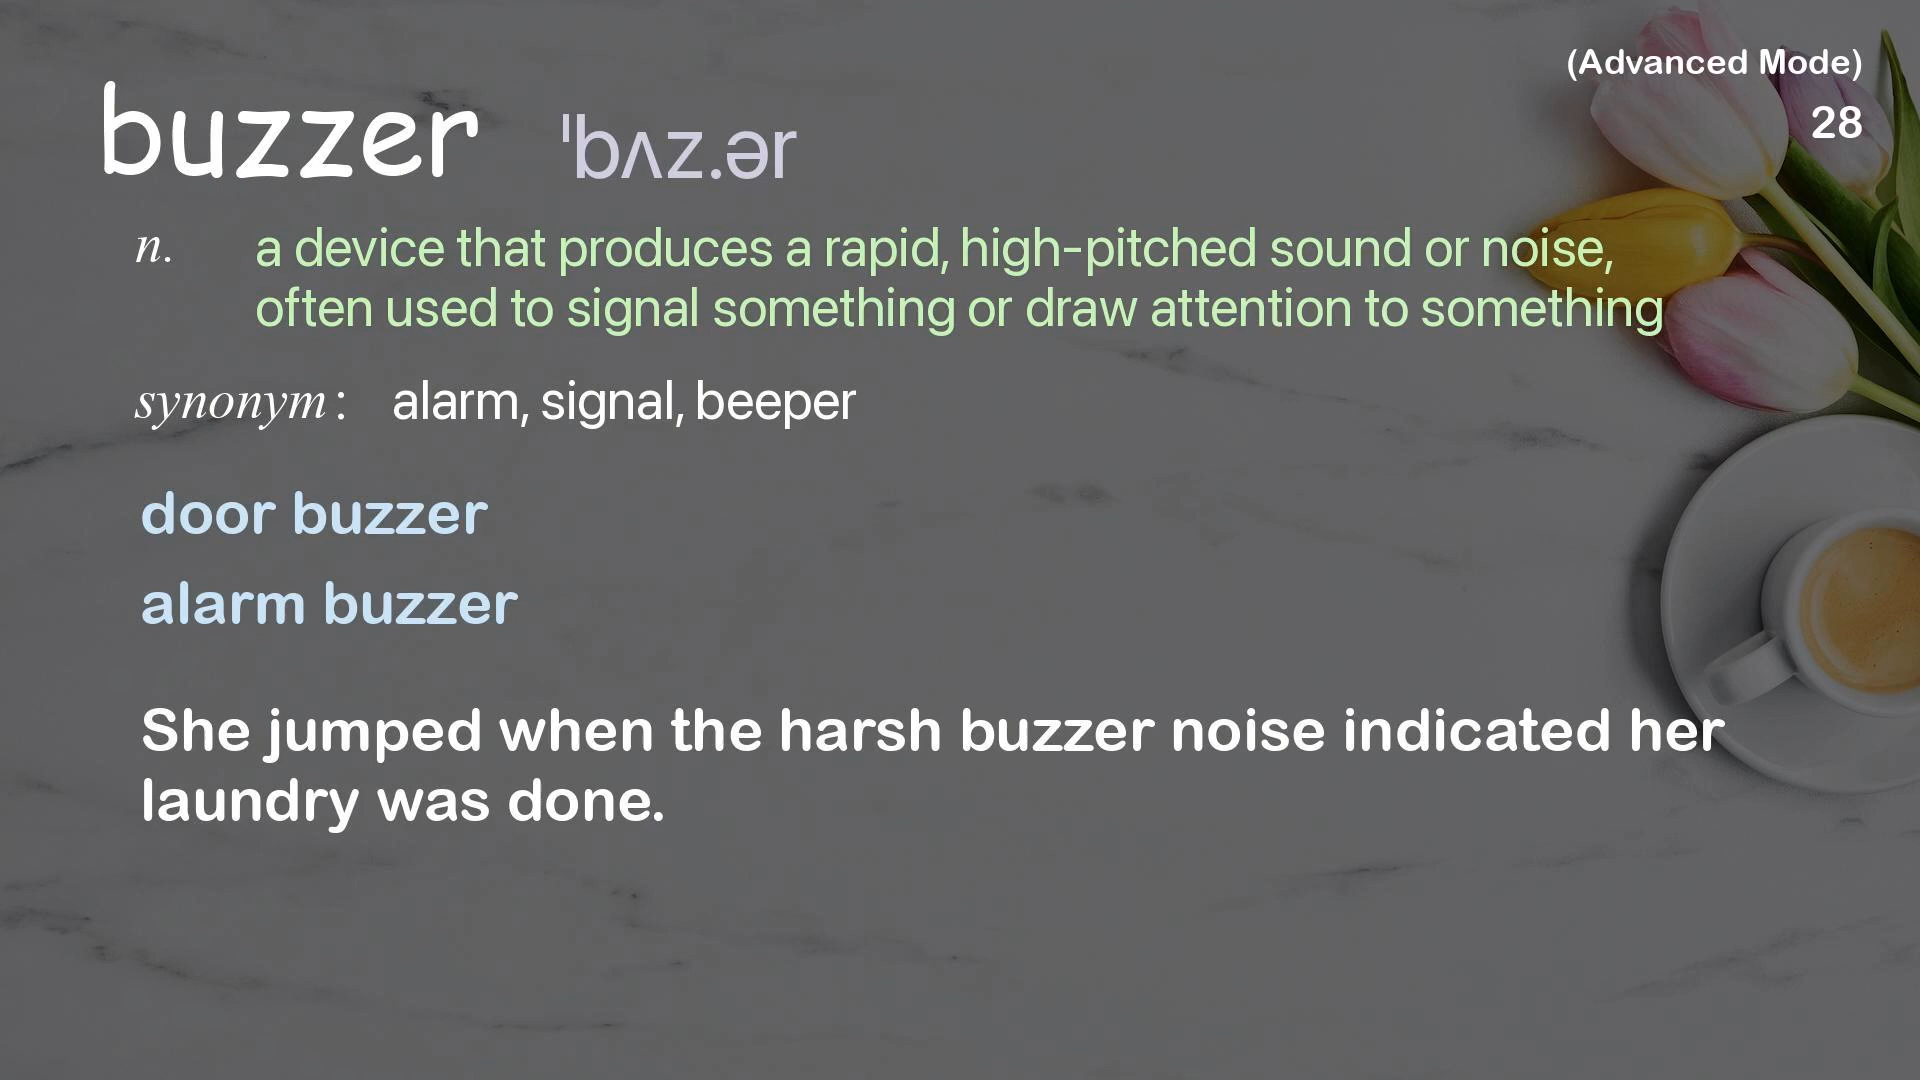 (Advanced Mode)
28
buzzer ˈbʌz.ər
n. a device that produces a rapid, high-pitched sound or noise,
often used to signal something or draw attention to something
synonym: alarm, signal, beeper
door buzzer
alarm buzzer
She jumped when the harsh buzzer noise indicated her
laundry was done.